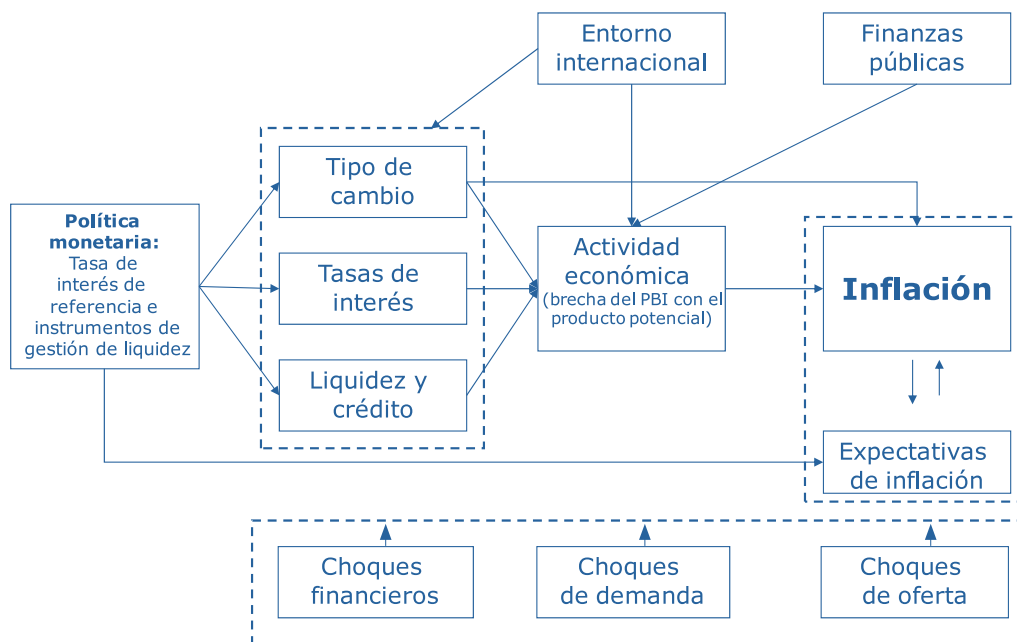 Entorno
internacional
Finanzas
públicas
Tipo de
cambio
Política
monetaria:
Tasa de
interés de
referencia e
instrumentos de
gestión de liquidez
Tasas de
interés
Liquidez y
crédito
Actividad
económica
(brecha del PBI con el
producto potencial)
Inflación
Expectativas
de inflación
Choques
financieros
Choques
de demanda
Choques
de oferta